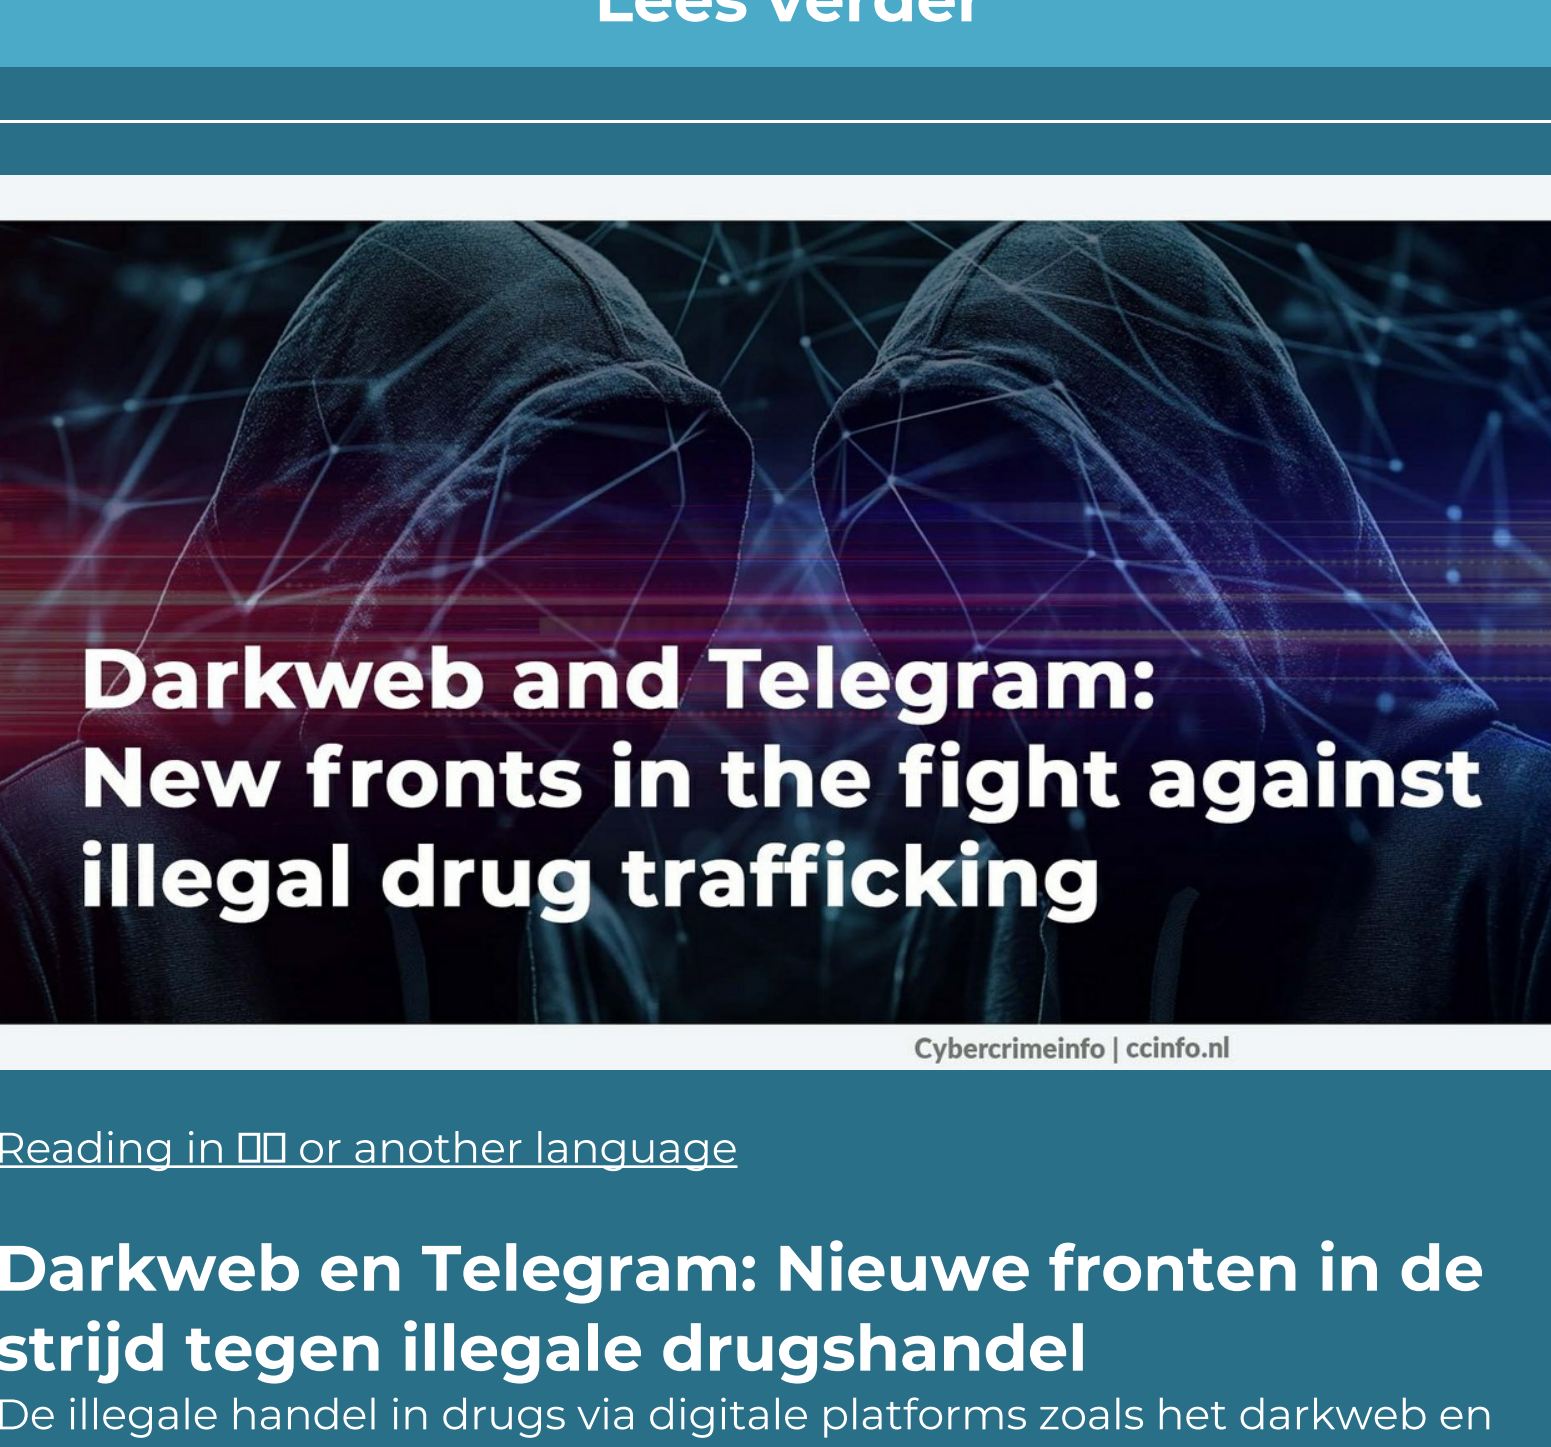 Lees verder
Darkweb and Telegram:
New fronts in the fight against
illegal drug trafficking
Cybercrimeinfo | ccinfo.nl
Reading in or another language
Darkweb en Telegram: Nieuwe fronten in de
strijd tegen illegale drugshandel
De illegale handel in drugs via digitale platforms zoals het darkweb en